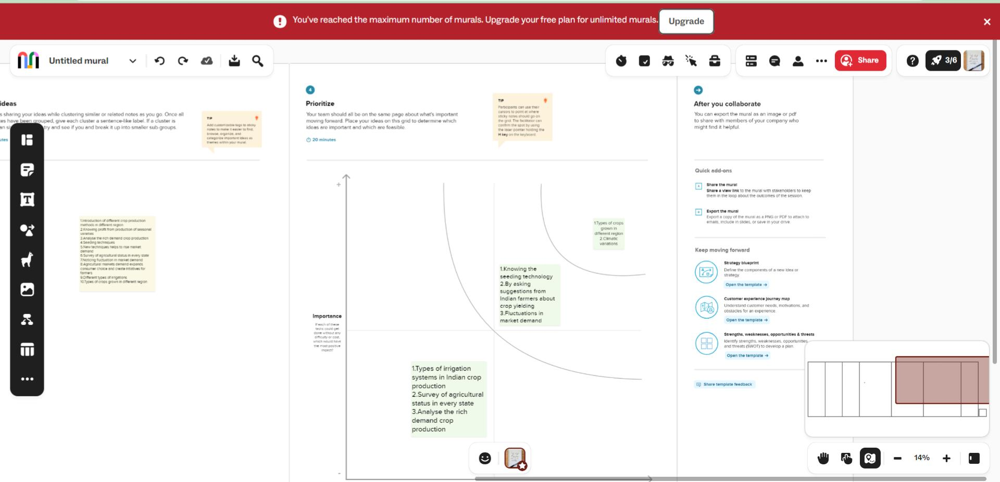 You've reached the maximum number of murals. Upgrade your free plan for unlimited murals.
Upgrade
Untitled mural
Share
3/6
ideas
s sharing your ideas while clustering similar or related notes as you go. Once all
es have been grouped, give each cluster a sentence-like label. If a cluster is
try and see if you and break it up into smaller sub-groups.
utes
TIP
Add customizable tags to sticky
notes to make it easier to find,
browse, organize, and
categorize important ideas as
themes within your mural.
1.Introduction of different crop production
methods in different region
2.Knowing profit from production of seasonal
varieties
3.Analyse the rich demand crop production
4.Seeding techniques
5.New techniques helps to rise market
demand
6.Survey of agricultural status in every state
7.Noticing fluctuation in market demand
8.Agricultural markets demand expands
consumer choice and create intiatives for
farmers
9.Different types of irrigations
10.Types of crops grown in different region
4
Prioritize
Your team should all be on the same page about what's important
moving forward. Place your ideas on this grid to determine which
ideas are important and which are feasible.
20 minutes
TIP
Participants can use their
cursors to point at where
sticky notes should go on
the grid. The facilitator can
confirm the spot by using
the laser pointer holding the
H key on the keyboard.
+
1.Types of crops
grown in
different region
2.Climatic
variations
1.Knowing the
seeding technology
2.By asking
suggestions from
Indian farmers about
crop yielding
3.Fluctuations in
market demand
Importance
If each of these
tasks could get
done without any
difficulty or cost,
which would have
the most positive
impact?
1.Types of irrigation
systems in Indian crop
production
2.Survey of agricultural
status in every state
3.Analyse the rich
demand crop
production
-
After you collaborate
You can export the mural as an image or pdf
to share with members of your company who
might find it helpful.
Quick add-ons
A
Share the mural
Share a view link to the mural with stakeholders to keep
them in the loop about the outcomes of the session.
B
Export the mural
Export a copy of the mural as a PNG or PDF to attach to
emails, include in slides, or save in your drive.
Keep moving forward
Strategy blueprint
Define the components of a new idea or
strategy.
Open the template →
Customer experience journey map
Understand customer needs, motivations, and
obstacles for an experience.
Open the template →
Strengths, weaknesses, opportunities & threats
Identify strengths, weaknesses, opportunities,
and threats (SWOT) to develop a plan.
Open the template →
Share template feedback
14%